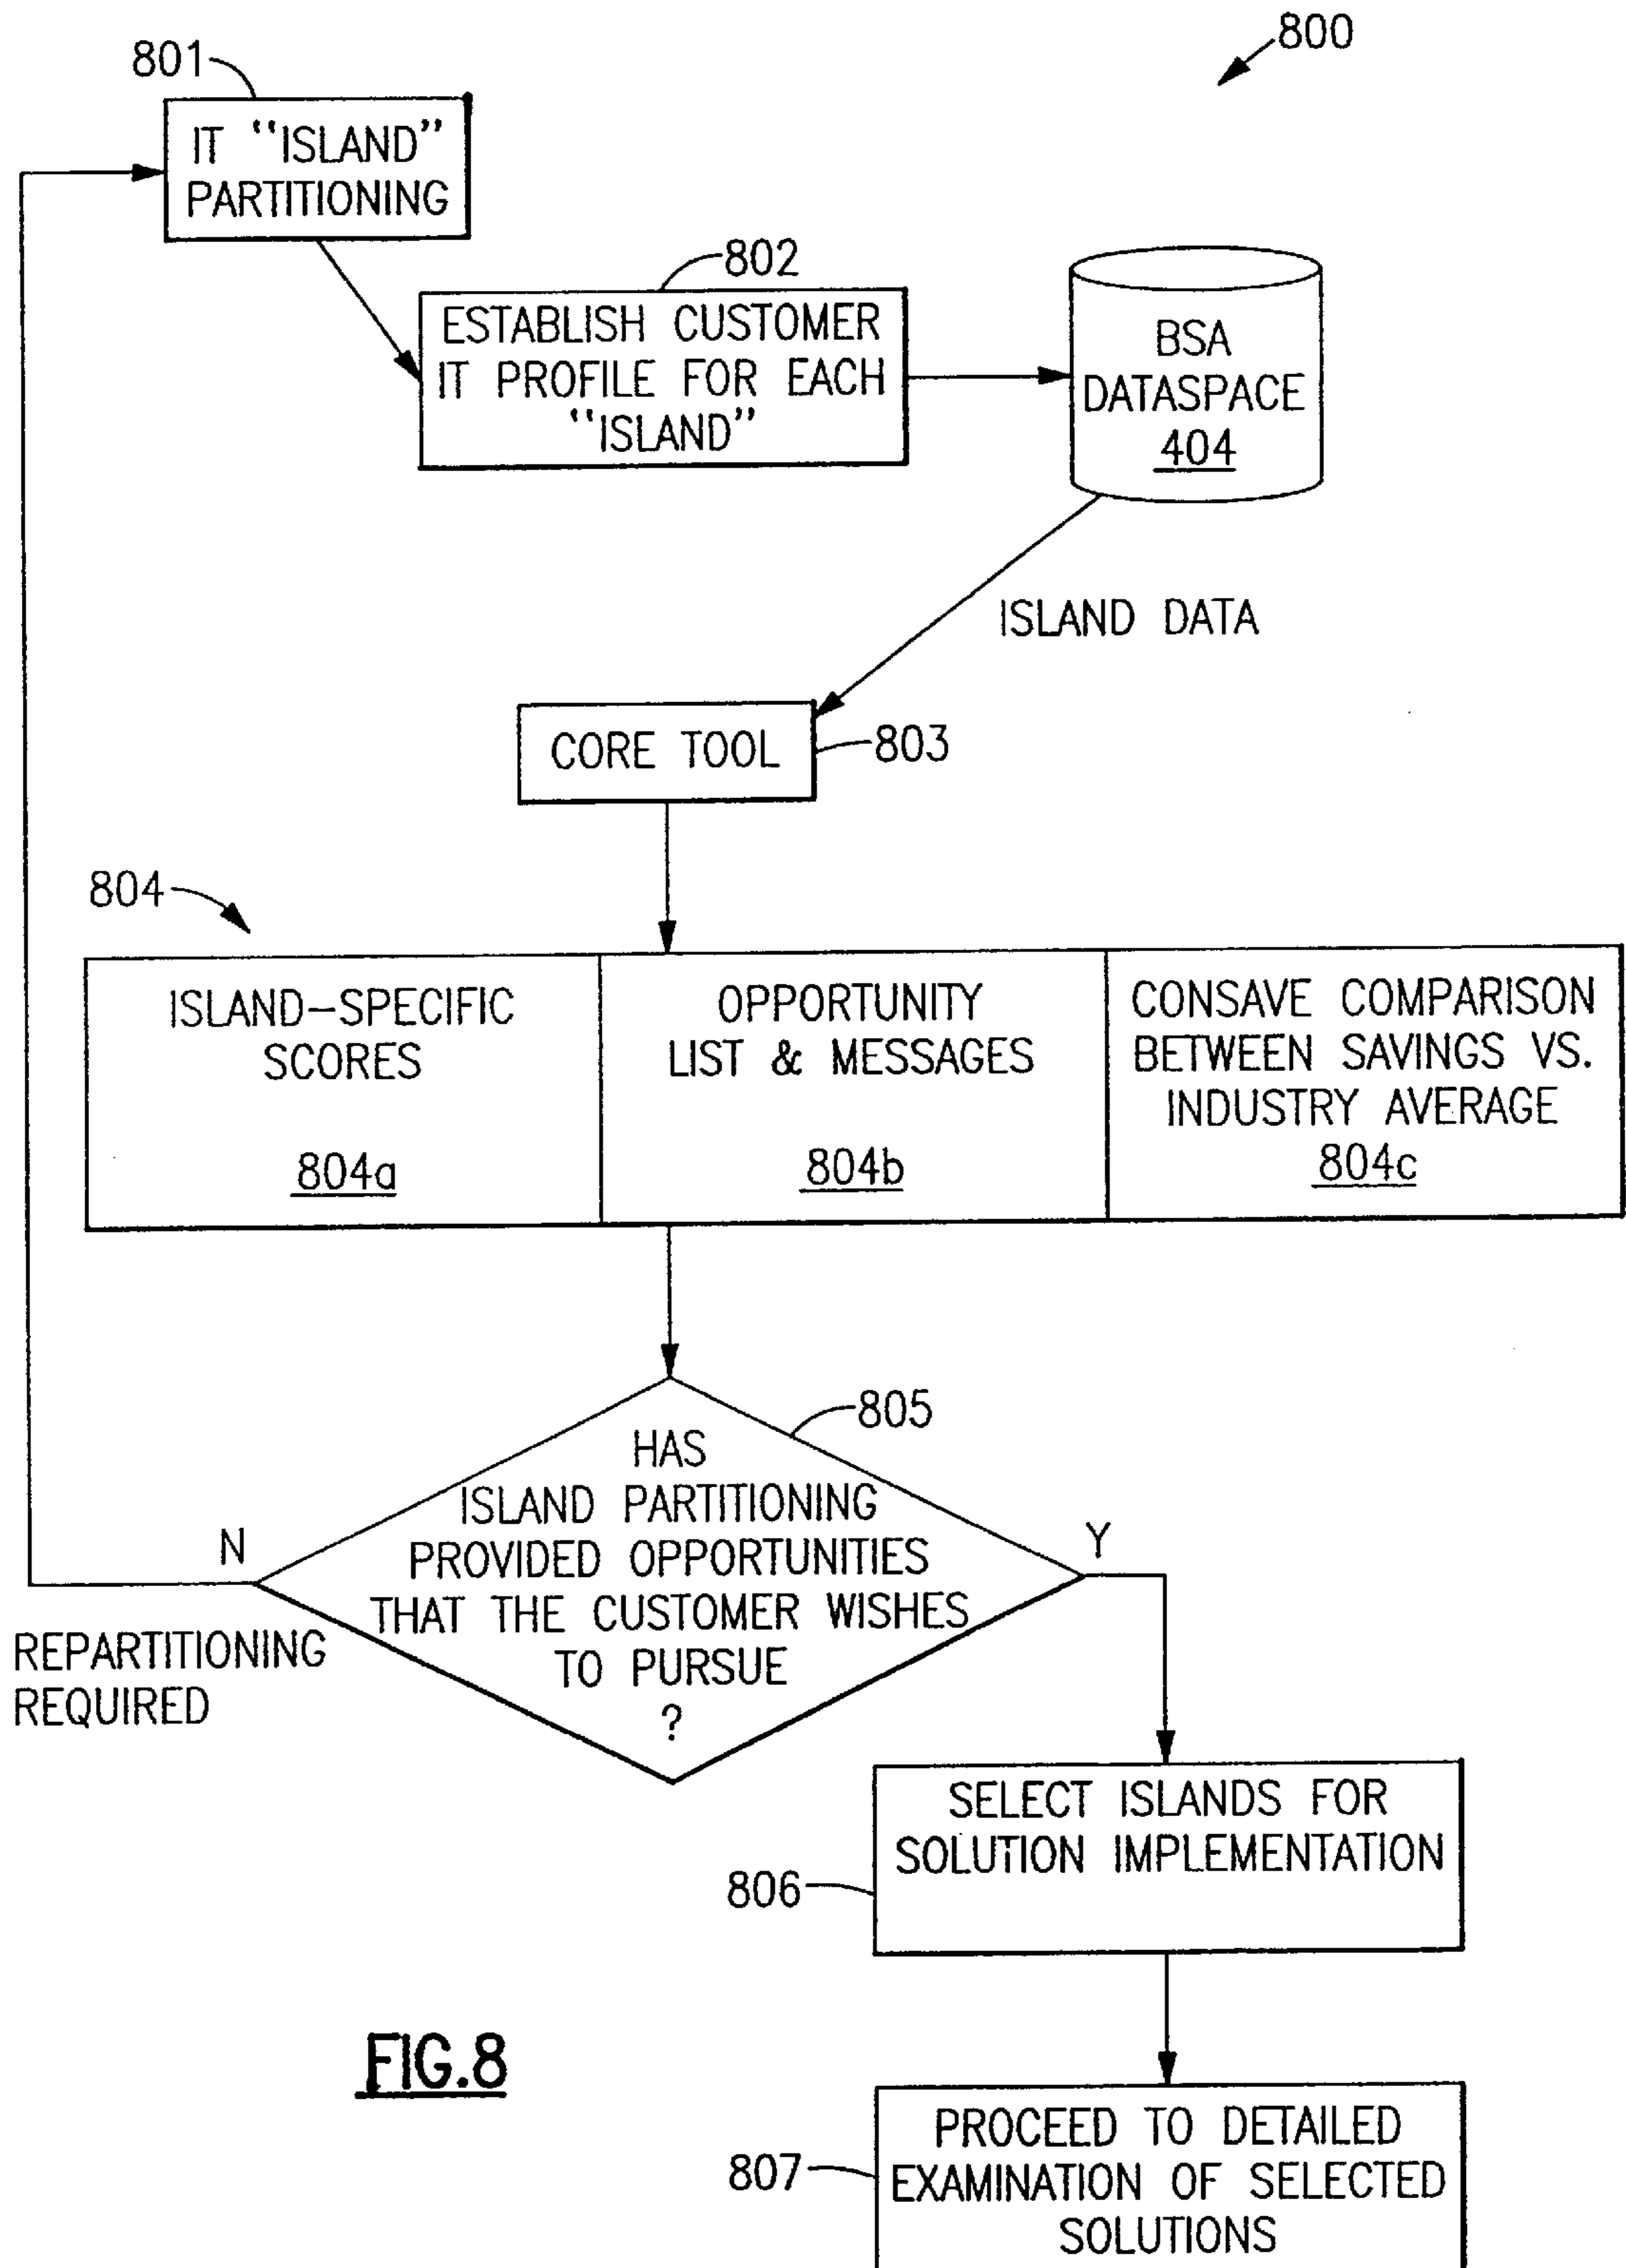 800
801
IT "ISLAND"
PARTITIONING
802
ESTABLISH CUSTOMER
IT PROFILE FOR EACH
"ISLAND"
BSA
DATASPACE
404
ISLAND DATA
CORE TOOL
803
804
ISLAND-SPECIFIC
SCORES
804a
OPPORTUNITY
LIST & MESSAGES
804b
CONSAVE COMPARISON
BETWEEN SAVINGS VS.
INDUSTRY AVERAGE
804c
805
HAS
ISLAND PARTITIONING
PROVIDED OPPORTUNITIES
THAT THE CUSTOMER WISHES
TO PURSUE
?
N
REPARTITIONING
REQUIRED
Y
SELECT ISLANDS FOR
SOLUTION IMPLEMENTATION
806
PROCEED TO DETAILED
EXAMINATION OF SELECTED
SOLUTIONS
807
FIG.8